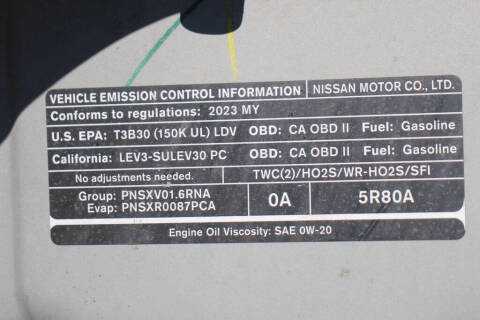 VEHICLE EMISSION CONTROL INFORMATION NISSAN MOTOR CO., LTD.
Conforms to regulations: 2023 MY
U.S. EPA: T3B30 (150K UL) LDV OBD: CA OBD II Fuel: Gasoline
California: LEV3-SULEV30 PC OBD: CA OBD II Fuel: Gasoline
No adjustments needed. TWC(2)/HO2S/WR-HO2S/SFI
Group: PNSXV01.6RNA 0A 5R80A
Evap: PNSXR0087PCA
Engine Oil Viscosity: SAE 0W-20